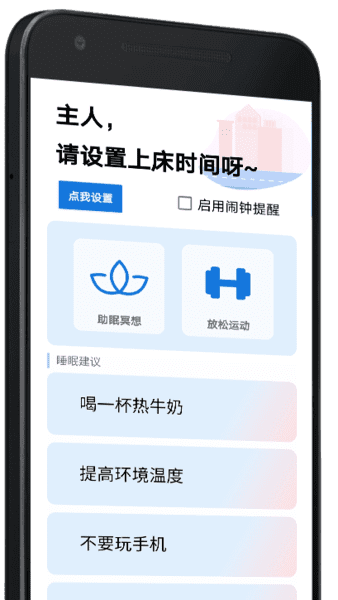 主人，
请设置上床时间呀~
点我设置
启用闹钟提醒
助眠冥想
放松运动
睡眠建议
喝一杯热牛奶
提高环境温度
不要玩手机